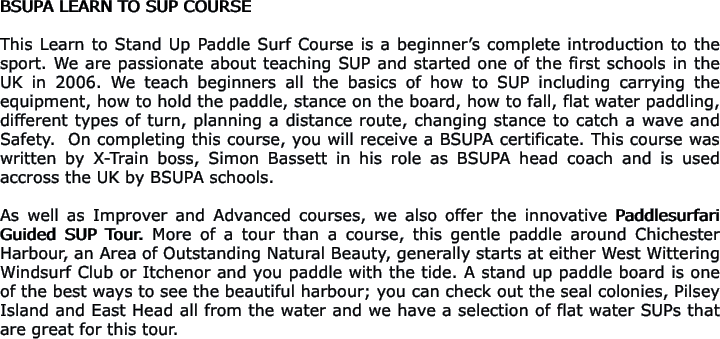 BSUPA LEARN TO SUP COURSE
This Learn to Stand Up Paddle Surf Course is a beginner's complete introduction to the
sport. We are passionate about teaching SUP and started one of the first schools in the
UK in 2006. We teach beginners all the basics of how to SUP including carrying the
equipment, how to hold the paddle, stance on the board, how to fall, flat water paddling,
different types of turn, planning a distance route, changing stance to catch a wave and
Safety.  On completing this course, you will receive a BSUPA certificate. This course was
written by X-Train boss, Simon Bassett in his role as BSUPA head coach and is used
accross the UK by BSUPA schools.
As well as Improver and Advanced courses, we also offer the innovative Paddlesurfari
Guided SUP Tour. More of a tour than a course, this gentle paddle around Chichester
Harbour, an Area of Outstanding Natural Beauty, generally starts at either West Wittering
Windsurf Club or Itchenor and you paddle with the tide. A stand up paddle board is one
of the best ways to see the beautiful harbour; you can check out the seal colonies, Pilsey
Island and East Head all from the water and we have a selection of flat water SUPs that
are great for this tour.